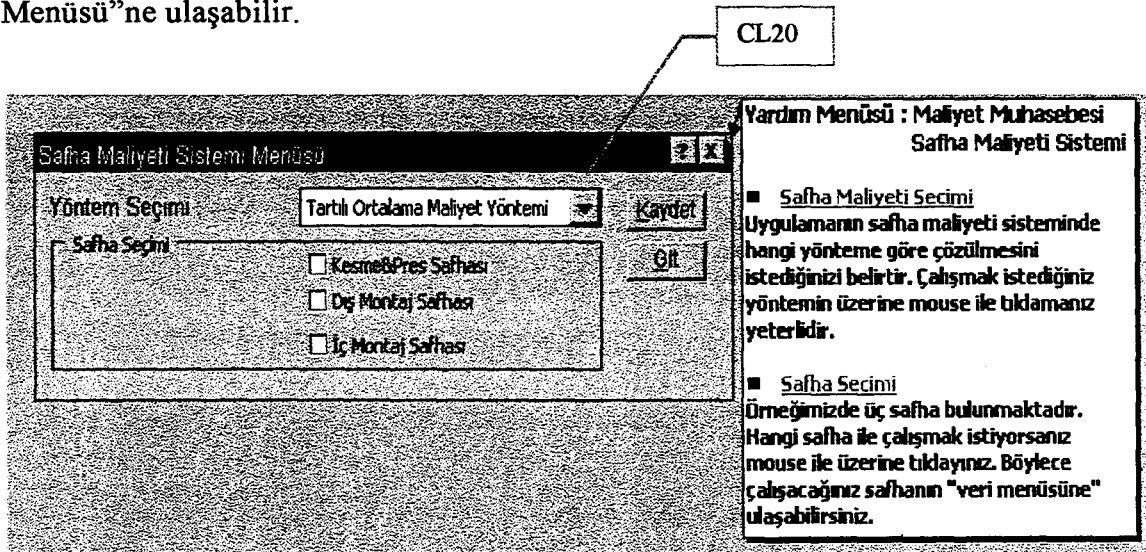 Menüsü”ne ulaşabilir.
CL20
Safha Maliyeti Sistemi Menüsü
Yöntem Seçimi
Tartılı Ortalama Maliyet Yöntemi
Kaydet
Safha Seçimi
Git
Kesme&Pres Safhası
Dış Montaj Safhası
İç Montaj Safhası
Yardım Menüsü : Maliyet Muhasebesi
Safha Maliyeti Sistemi
■ Safha Maliyeti Seçimi
Uygulamanın safha maliyeti sisteminde
hangi yönteme göre çözülmesini
istediğinizi belirtir. Çalışmak istediğiniz
yöntemin üzerine mouse ile tıklamanız
yeterlidir.
■ Safha Seçimi
Örneğimizde üç safha bulunmaktadır.
Hangi safha ile çalışmak istiyorsanız
mouse ile üzerine tıklayınız. Böylece
çalışacağınız safhanın "veri menüsüne"
ulaşabilirsiniz.